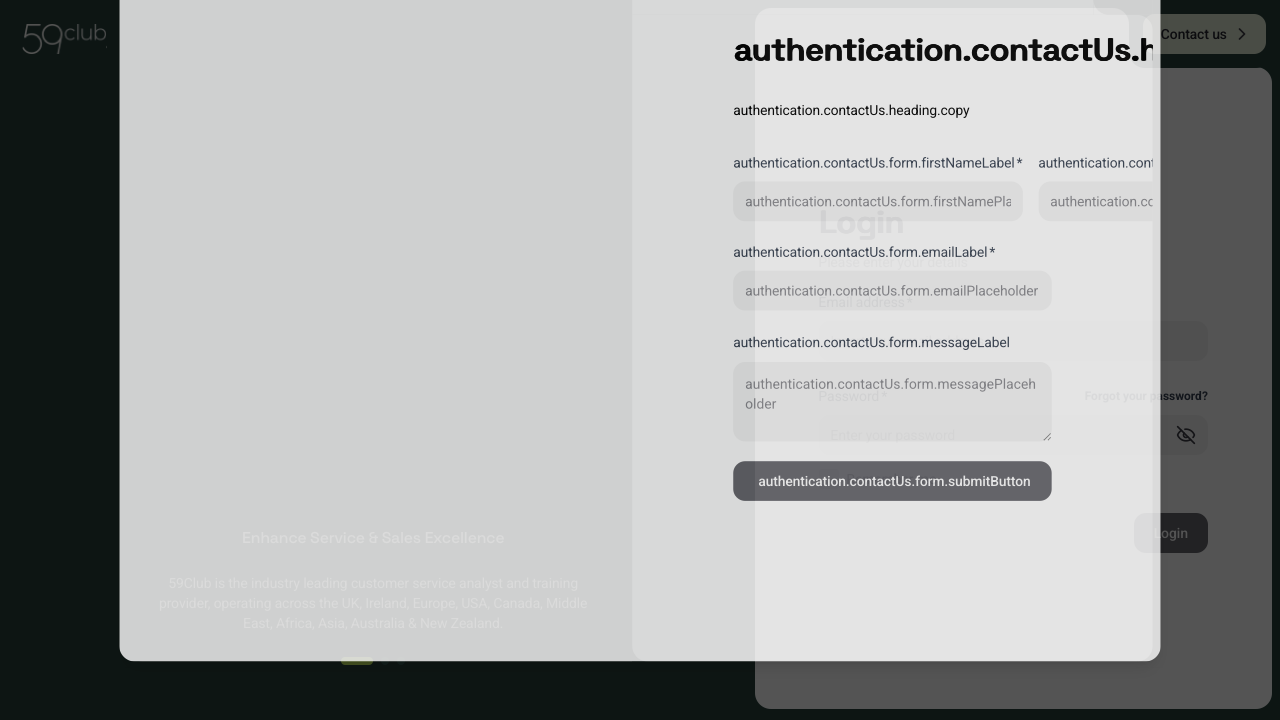 59club
Contact us
authentication.contactUs.h
authentication.contactUs.heading.copy
authentication.contactUs.form.firstNameLabel*
authentication.cont
authentication.contactUs.form.firstNamePla
authentication.cc
Login
authentication.contactUs.form.emailLabel*
authentication.contactUs.form.emailPlaceholder
Email address*
authentication.contactUs.form.messageLabel
authentication.contactUs.form.messagePlaceh
older
Password*
Forgot your password?
Enter your password
authentication.contactUs.form.submitButton
Login
Enhance Service & Sales Excellence
59Club is the industry leading customer service analyst and training
provider, operating across the UK, Ireland, Europe, USA, Canada, Middle
East, Africa, Asia, Australia & New Zealand.